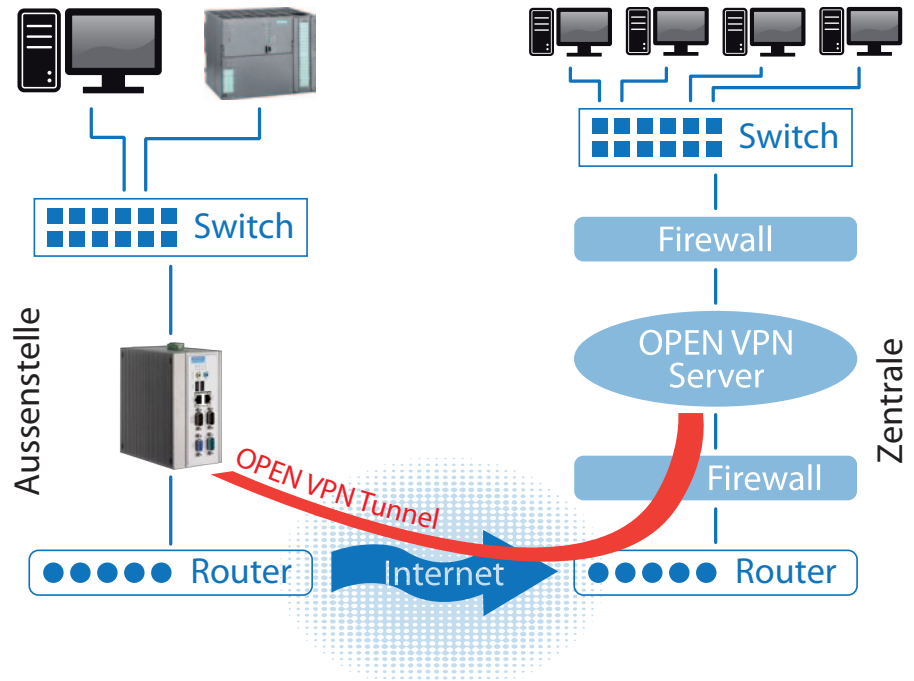 Switch
Switch
Firewall
Aussenstelle
OPEN VPN
Server
Zentrale
OPEN VPN Tunnel
Firewall
Router
Internet
Router